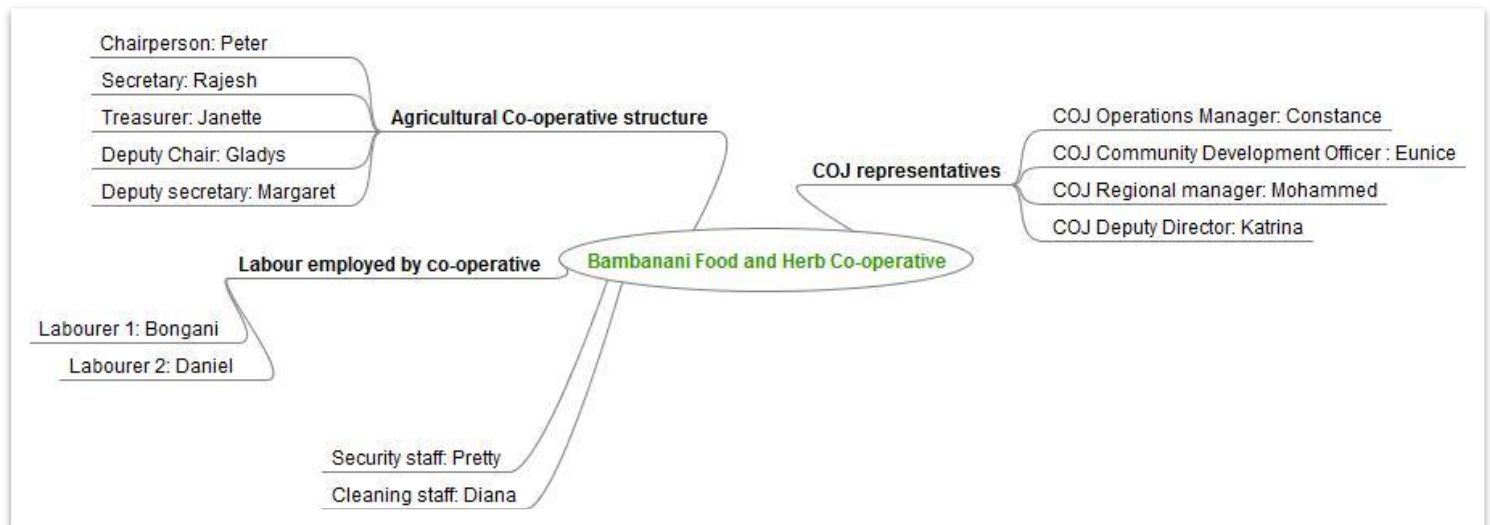 Chairperson: Peter
Secretary: Rajesh
Treasurer: Janette
Deputy Chair: Gladys
Deputy secretary: Margaret
Agricultural Co-operative structure
COJ representatives
COJ Operations Manager: Constance
COJ Community Development Officer : Eunice
COJ Regional manager: Mohammed
COJ Deputy Director: Katrina
Bambanani Food and Herb Co-operative
Labour employed by co-operative
Labourer 1: Bongani
Labourer 2: Daniel
Security staff: Pretty
Cleaning staff: Diana